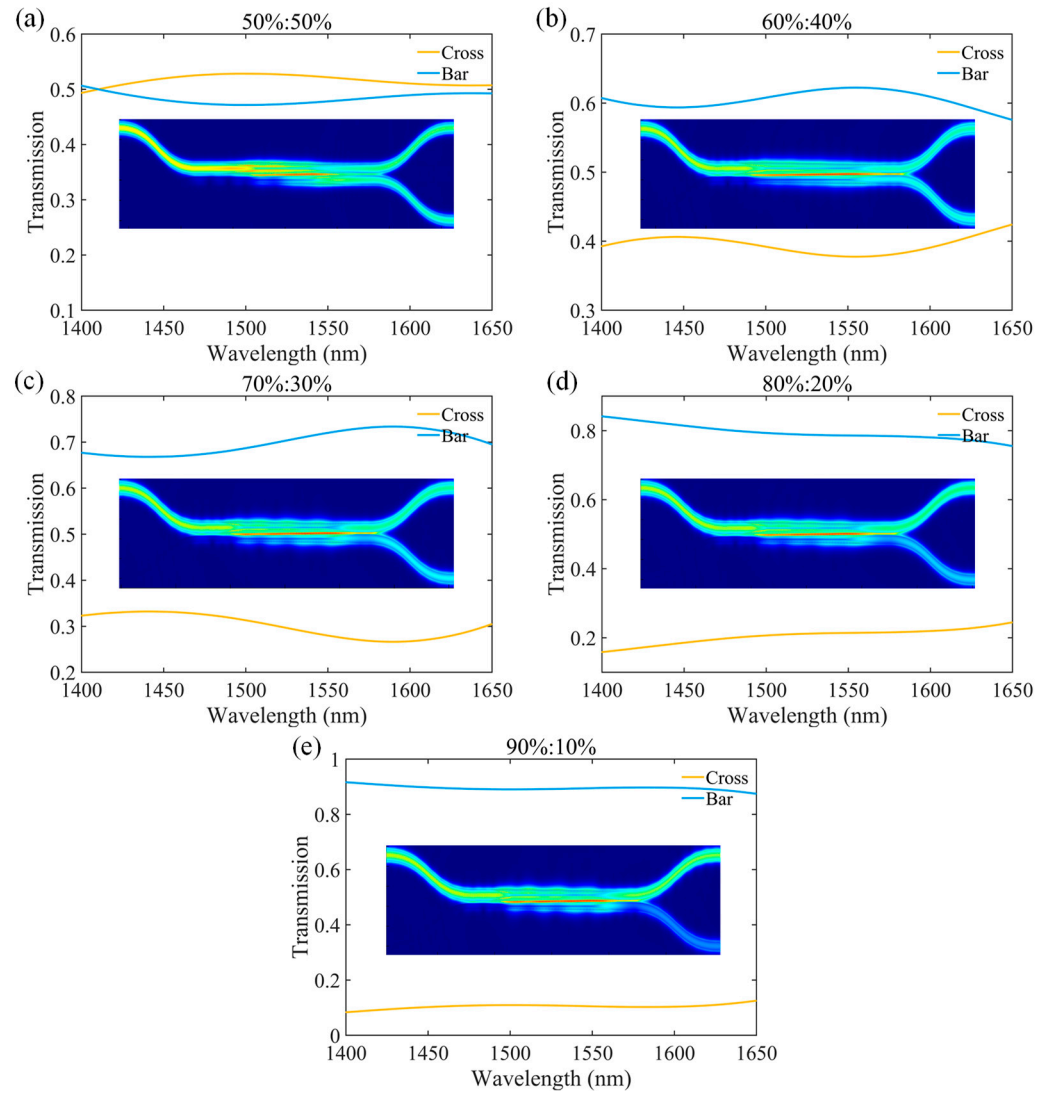 (a)
50%:50%
0.6
0.5
0.4
0.3
0.2
0.1
Transmission
Cross
Bar
1400 1450 1500 1550 1600 1650
Wavelength (nm)
(b)
60%:40%
0.7
0.6
0.5
0.4
0.3
Transmission
Cross
Bar
1400 1450 1500 1550 1600 1650
Wavelength (nm)
(c)
70%:30%
0.8
0.7
0.6
0.5
0.4
0.3
0.2
Transmission
Cross
Bar
1400 1450 1500 1550 1600 1650
Wavelength (nm)
(d)
80%:20%
0.8
0.6
0.4
0.2
Transmission
Cross
Bar
1400 1450 1500 1550 1600 1650
Wavelength (nm)
(e)
90%:10%
1
0.8
0.6
0.4
0.2
0
Transmission
Cross
Bar
1400 1450 1500 1550 1600 1650
Wavelength (nm)